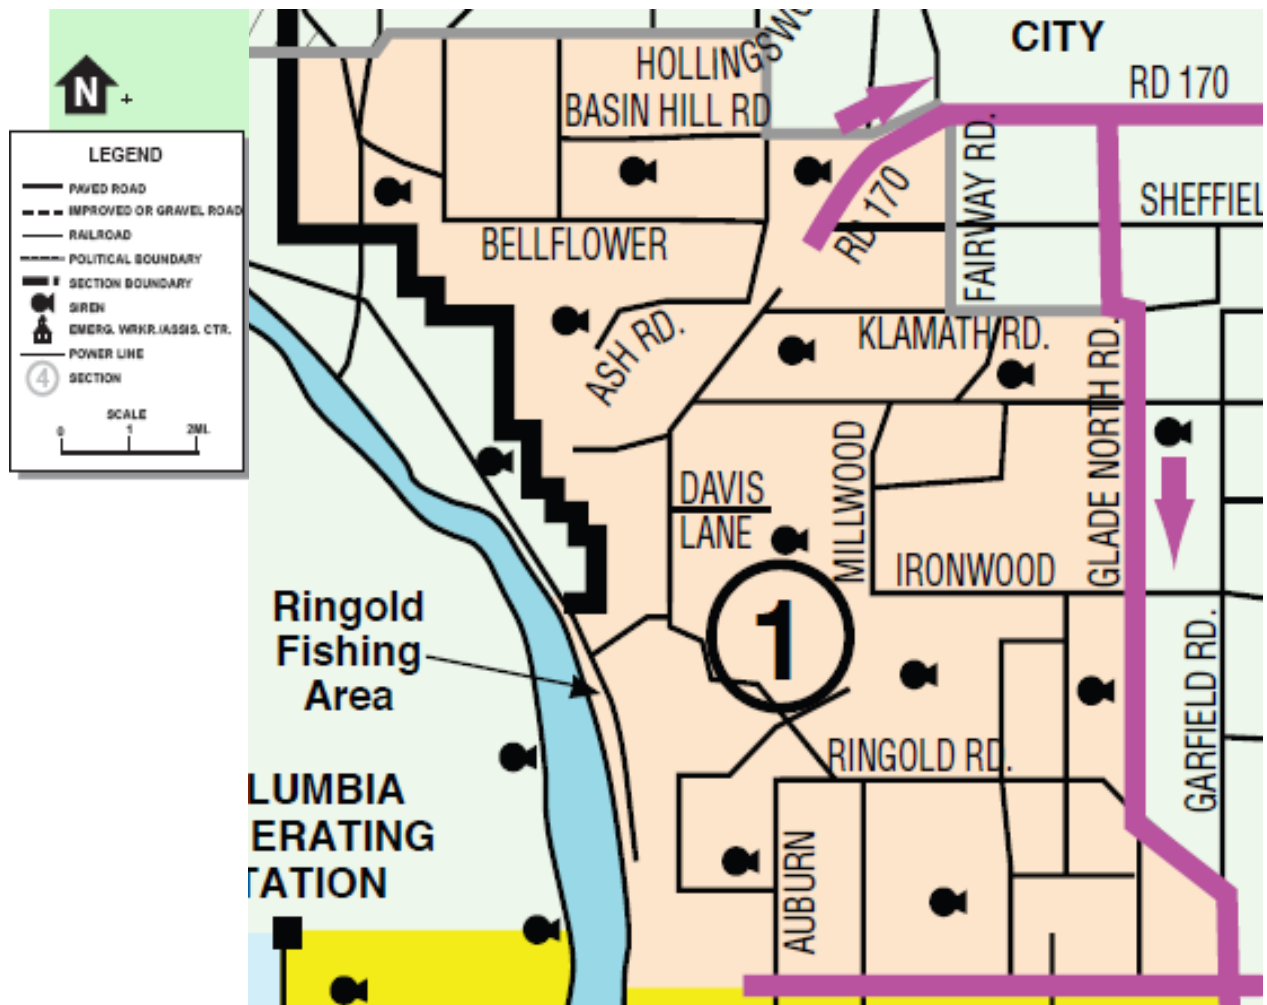 N
+
LEGEND
PAVED ROAD
IMPROVED OR GRAVEL ROAD
RAILROAD
POLITICAL BOUNDARY
SECTION BOUNDARY
SIREN
EMERG. WRKR./ASSIS. CTR.
POWER LINE
4
SECTION
SCALE
0 1 2ML
CITY
HOLLINGSWO
RD 170
BASIN HILL RD
FAIRWAY RD.
SHEFFIEL
RD 170
BELLFLOWER
ASH RD.
KLAMATH RD.
GLADE NORTH RD.
MILLWOOD
DAVIS
LANE
IRONWOOD
1
Ringold
Fishing
Area
GARFIELD RD.
RINGOLD RD.
LUMBIA
ERATING
TATION
AUBURN